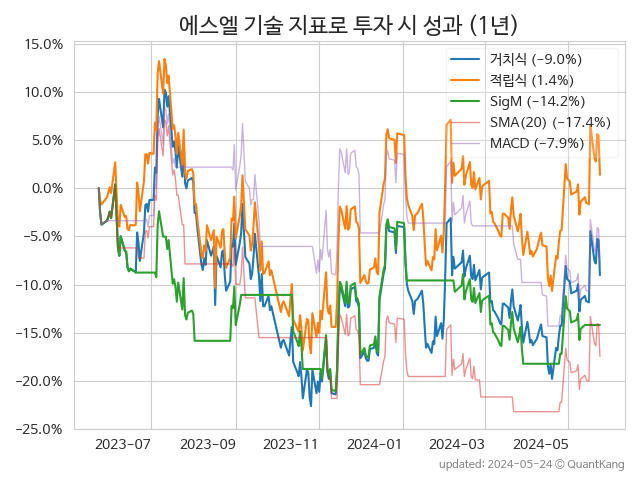 에스엘 기술 지표로 투자 시 성과 (1년)
15.0%
10.0%
5.0%
0.0%
−5.0%
−10.0%
−15.0%
−20.0%
−25.0%
거치식 (−9.0%)
적립식 (1.4%)
SigM (−14.2%)
SMA(20) (−17.4%)
MACD (−7.9%)
2023-07
2023-09
2023-11
2024-01
2024-03
2024-05
updated: 2024-05-24 © QuantKang